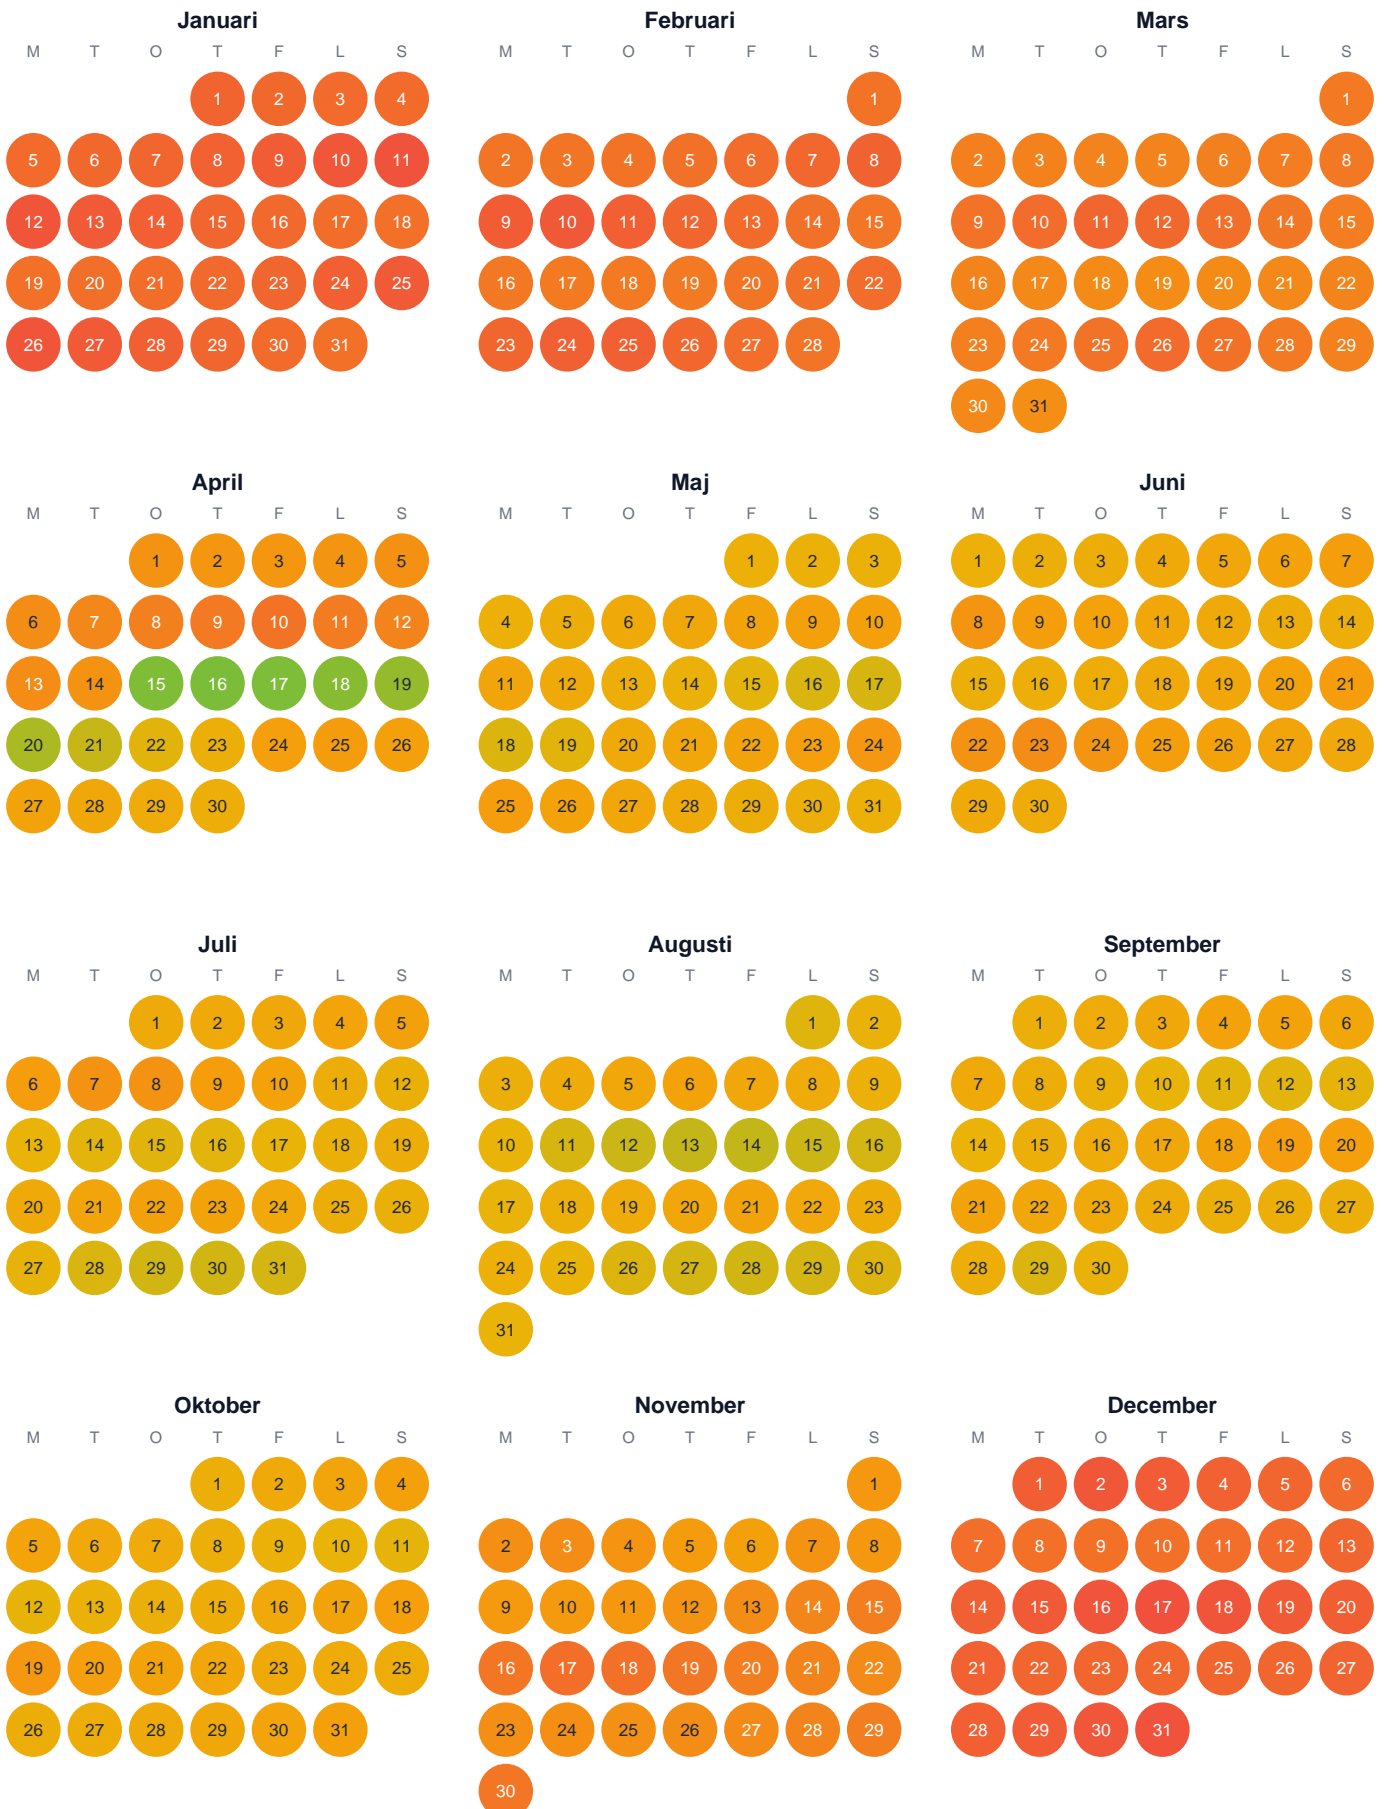 Januari Februari Mars
M T O T F L S M T O T F L S M T O T F L S
1 2 3 4 1 1
5 6 7 8 9 10 11 2 3 4 5 6 7 8 2 3 4 5 6 7 8
12 13 14 15 16 17 18 9 10 11 12 13 14 15 9 10 11 12 13 14 15
19 20 21 22 23 24 25 16 17 18 19 20 21 22 16 17 18 19 20 21 22
26 27 28 29 30 31 23 24 25 26 27 28 23 24 25 26 27 28 29
30 31
April Maj Juni
M T O T F L S M T O T F L S M T O T F L S
1 2 3 4 5 1 2 3 1 2 3 4 5 6 7
6 7 8 9 10 11 12 4 5 6 7 8 9 10 8 9 10 11 12 13 14
13 14 15 16 17 18 19 11 12 13 14 15 16 17 15 16 17 18 19 20 21
20 21 22 23 24 25 26 18 19 20 21 22 23 24 22 23 24 25 26 27 28
27 28 29 30 25 26 27 28 29 30 31 29 30
Juli Augusti September
M T O T F L S M T O T F L S M T O T F L S
1 2 3 4 5 1 2 1 2 3 4 5 6
6 7 8 9 10 11 12 3 4 5 6 7 8 9 7 8 9 10 11 12 13
13 14 15 16 17 18 19 10 11 12 13 14 15 16 14 15 16 17 18 19 20
20 21 22 23 24 25 26 17 18 19 20 21 22 23 21 22 23 24 25 26 27
27 28 29 30 31 24 25 26 27 28 29 30 28 29 30
31
Oktober November December
M T O T F L S M T O T F L S M T O T F L S
1 2 3 4 1 1 2 3 4 5 6
5 6 7 8 9 10 11 2 3 4 5 6 7 8 7 8 9 10 11 12 13
12 13 14 15 16 17 18 9 10 11 12 13 14 15 14 15 16 17 18 19 20
19 20 21 22 23 24 25 16 17 18 19 20 21 22 21 22 23 24 25 26 27
26 27 28 29 30 31 23 24 25 26 27 28 29 28 29 30 31
30